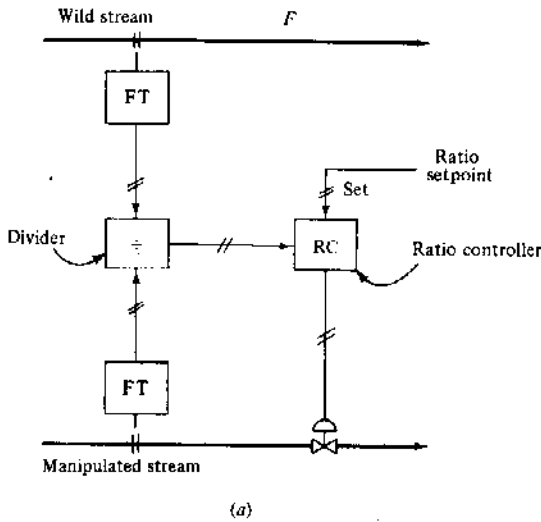 Wild stream
F
FT
Ratio
setpoint
Set
Divider
÷
RC
Ratio controller
FT
Manipulated stream
(a)